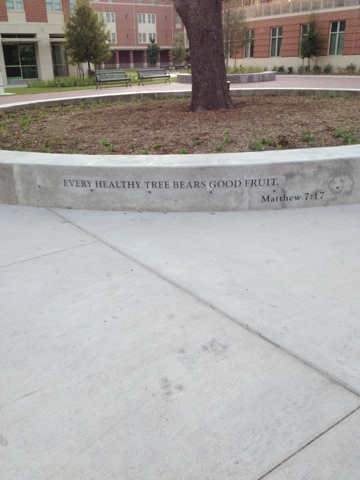 EVERY HEALTHY TREE BEARS GOOD FRUIT.
Matthew 7:17